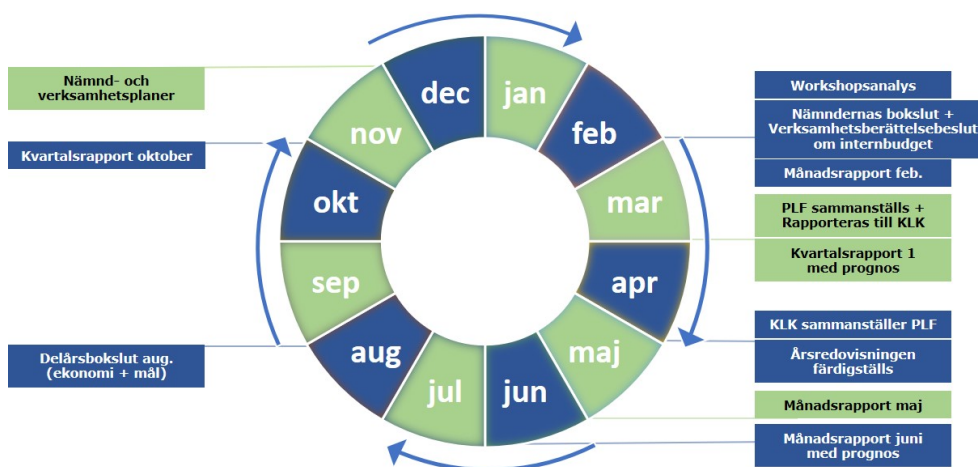 dec
jan
nov
feb
okt
mar
sep
apr
aug
maj
jul
jun
Nämnd- och
verksamhetsplaner
Kvartalsrapport oktober
Delårsbokslut aug.
(ekonomi + mål)
Workshopsanalys
Nämndernas bokslut +
Verksamhetsberättelsebeslut
om internbudget
Månadsrapport feb.
PLF sammanställs +
Rapporteras till KLK
Kvartalsrapport 1
med prognos
KLK sammanställer PLF
Årsredovisningen
färdigställs
Månadsrapport maj
Månadsrapport juni
med prognos